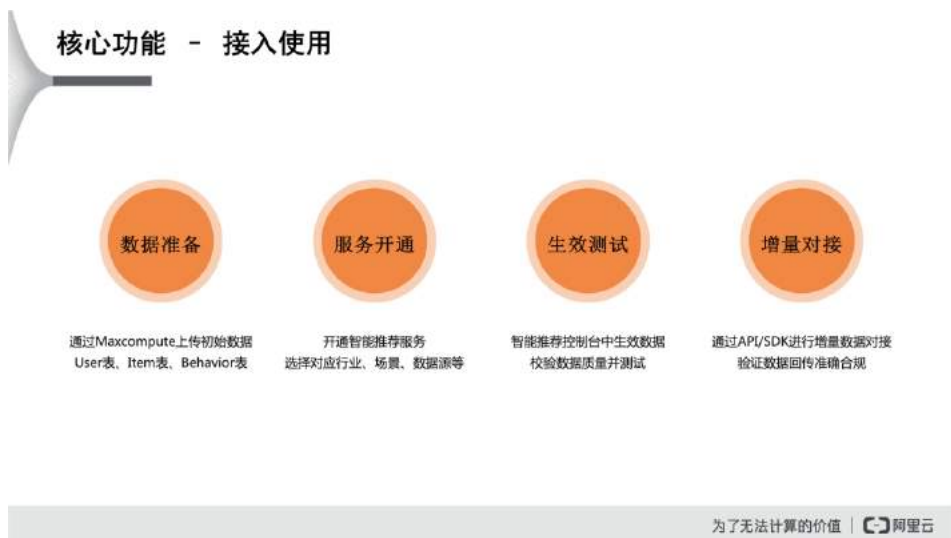 核心功能 - 接入使用
数据准备
服务开通
生效测试
增量对接
通过Maxcompute上传初始数据
User表、Item表、Behavior表
开通智能推荐服务
选择对应行业、场景、数据源等
智能推荐控制台中生效数据
校验数据质量并测试
通过API/SDK进行增量数据对接
验证数据回传准确合规
为了无法计算的价值 | 阿里云